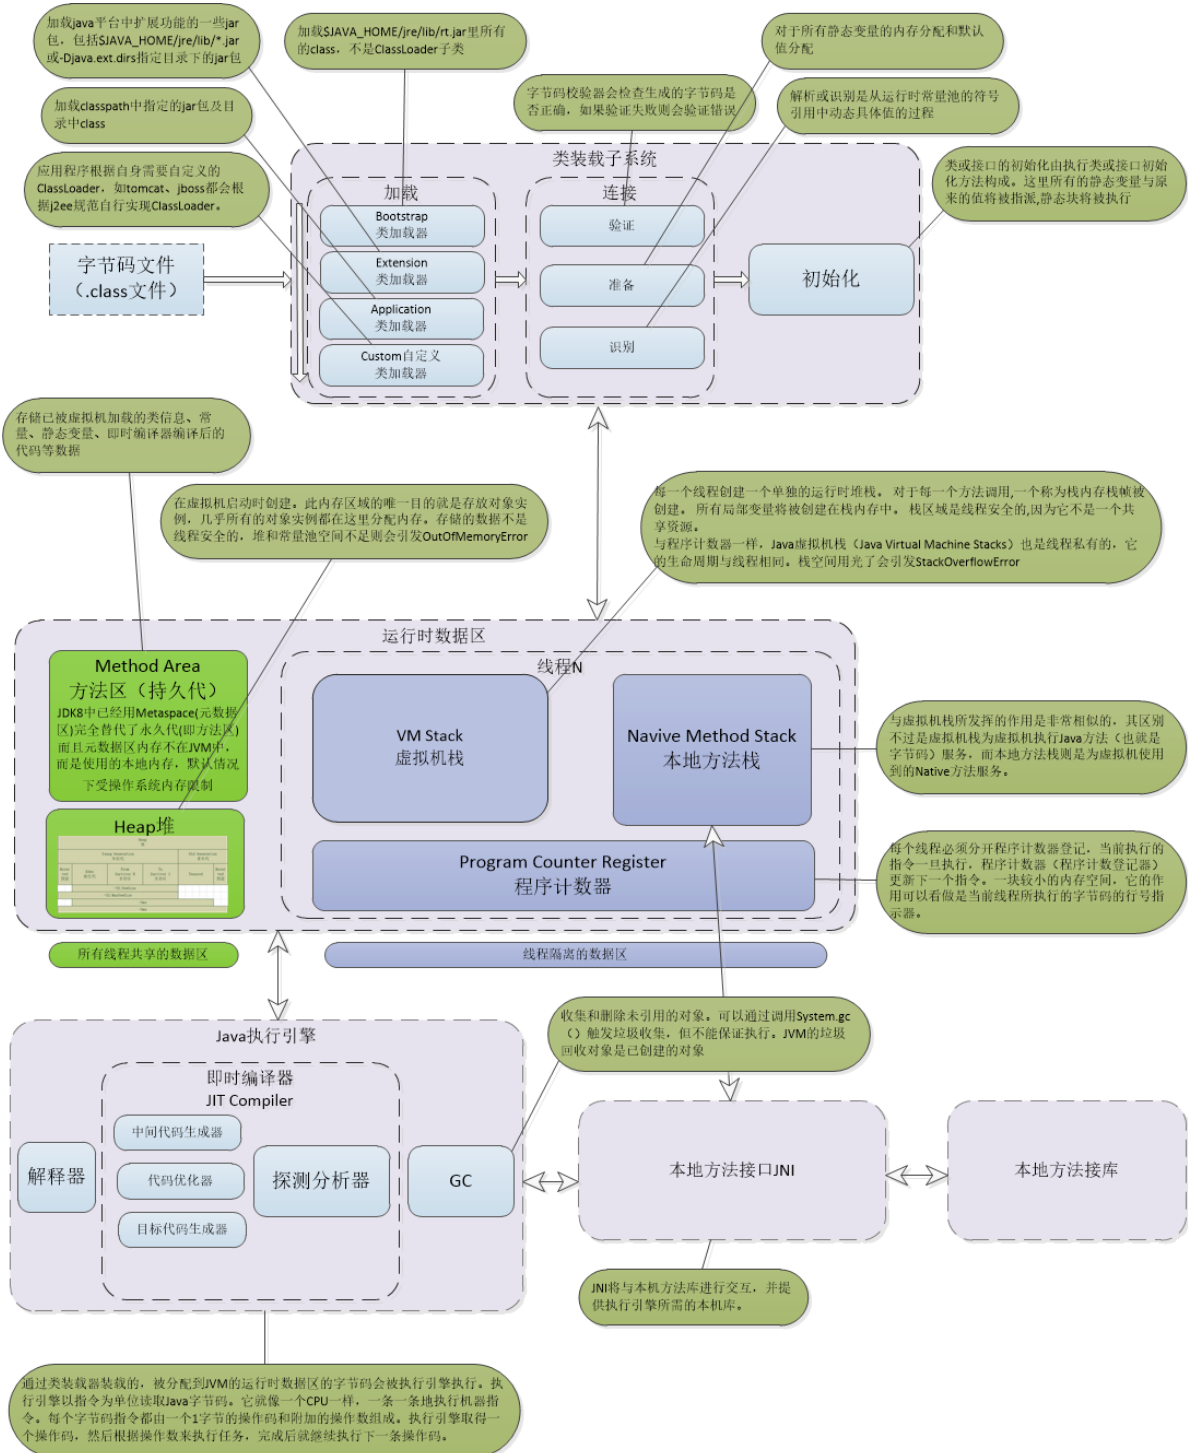 加载java平台中扩展功能的一些jar
包，包括$JAVA_HOME/jre/lib/*.jar
或-Djava.ext.dirs指定目录下的jar包
加载$JAVA_HOME/jre/lib/rt.jar里所有
的class，不是ClassLoader子类
对于所有静态变量的内存分配和默认
值分配
加载classpath中指定的jar包及目
录中class
字节码校验器会检查生成的字节码是
否正确，如果验证失败则会验证错误
解析或识别是从运行时常量池的符号
引用中动态具体值的过程
应用程序根据自身需要自定义的
ClassLoader，如tomcat、jboss都会根
据j2ee规范自行实现ClassLoader。
类或接口的初始化由执行类或接口初始
化方法构成。这里所有的静态变量与原
来的值将被指派,静态块将被执行
类装载子系统
字节码文件
（.class文件）
加载
Bootstrap
类加载器
Extension
类加载器
Application
类加载器
Custom自定义
类加载器
连接
验证
准备
识别
初始化
存储已被虚拟机加载的类信息、常
量、静态变量、即时编译器编译后的
代码等数据
在虚拟机启动时创建。此内存区域的唯一目的就是存放对象实
例，几乎所有的对象实例都在这里分配内存。存储的数据不是
线程安全的，堆和常量池空间不足则会引发OutOfMemoryError
每一个线程创建一个单独的运行时堆栈。 对于每一个方法调用,一个称为栈内存栈帧被
创建。 所有局部变量将被创建在栈内存中。 栈区域是线程安全的,因为它不是一个共
享资源。
与程序计数器一样，Java虚拟机栈（Java Virtual Machine Stacks）也是线程私有的，它
的生命周期与线程相同。栈空间用光了会引发StackOverflowError
运行时数据区
Method Area
方法区（持久代）
JDK8中已经用Metaspace(元数据
区)完全替代了永久代(即方法区)
而且元数据区内存不在JVM中，
而是使用的本地内存，默认情况
下受操作系统内存限制
Heap堆
线程N
VM Stack
虚拟机栈
Navive Method Stack
本地方法栈
Program Counter Register
程序计数器
与虚拟机栈所发挥的作用是非常相似的，其区别
不过是虚拟机栈为虚拟机执行Java方法（也就是
字节码）服务，而本地方法栈则是为虚拟机使用
到的Native方法服务。
每个线程必须分开程序计数器登记，当前执行的
指令一旦执行，程序计数器（程序计数登记器）
更新下一个指令。一块较小的内存空间，它的作
用可以看做是当前线程所执行的字节码的行号指
示器。
所有线程共享的数据区
线程隔离的数据区
收集和删除未引用的对象。可以通过调用System.gc
（）触发垃圾收集，但不能保证执行。JVM的垃圾
回收对象是已创建的对象
Java执行引擎
即时编译器
JIT Compiler
解释器
中间代码生成器
代码优化器
目标代码生成器
探测分析器
GC
本地方法接口JNI
本地方法接库
JNI将与本机方法库进行交互，并提
供执行引擎所需的本机库。
通过类装载器装载的，被分配到JVM的运行时数据区的字节码会被执行引擎执行。执
行引擎以指令为单位读取Java字节码。它就像一个CPU一样，一条一条地执行机器指
令。每个字节码指令都由一个1字节的操作码和附加的操作数组成。执行引擎取得一
个操作码，然后根据操作数来执行任务，完成后就继续执行下一条操作码。